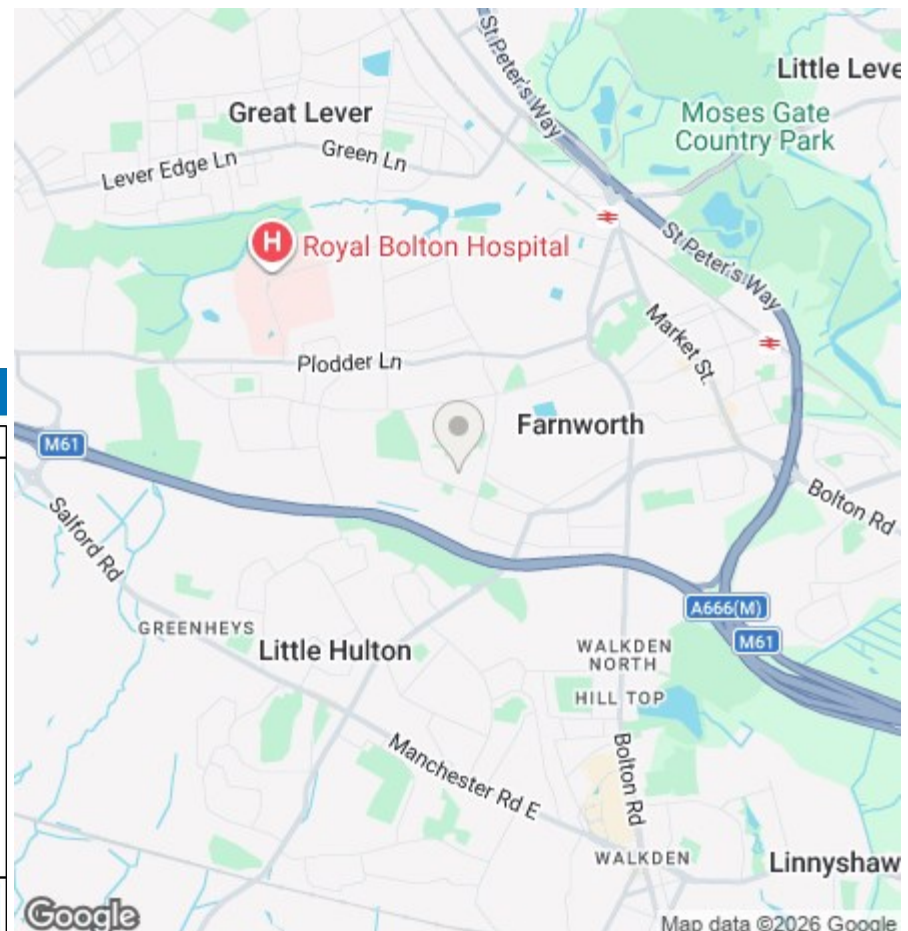 St Peter's Way
Little Leve
Great Lever
Moses Gate
Country Park
Green Ln
Lever Edge Ln
H
Royal Bolton Hospital
St Peter's Way
Market St.
Plodder Ln
Farnworth
M61
Bolton Rd
Salford Rd
A666(M)
GREENHEYS
M61
Little Hulton
WALKDEN
NORTH
HILL TOP
Bolton Rd
Manchester Rd E
WALKDEN
Linnyshaw
Google
Map data ©2026 Google